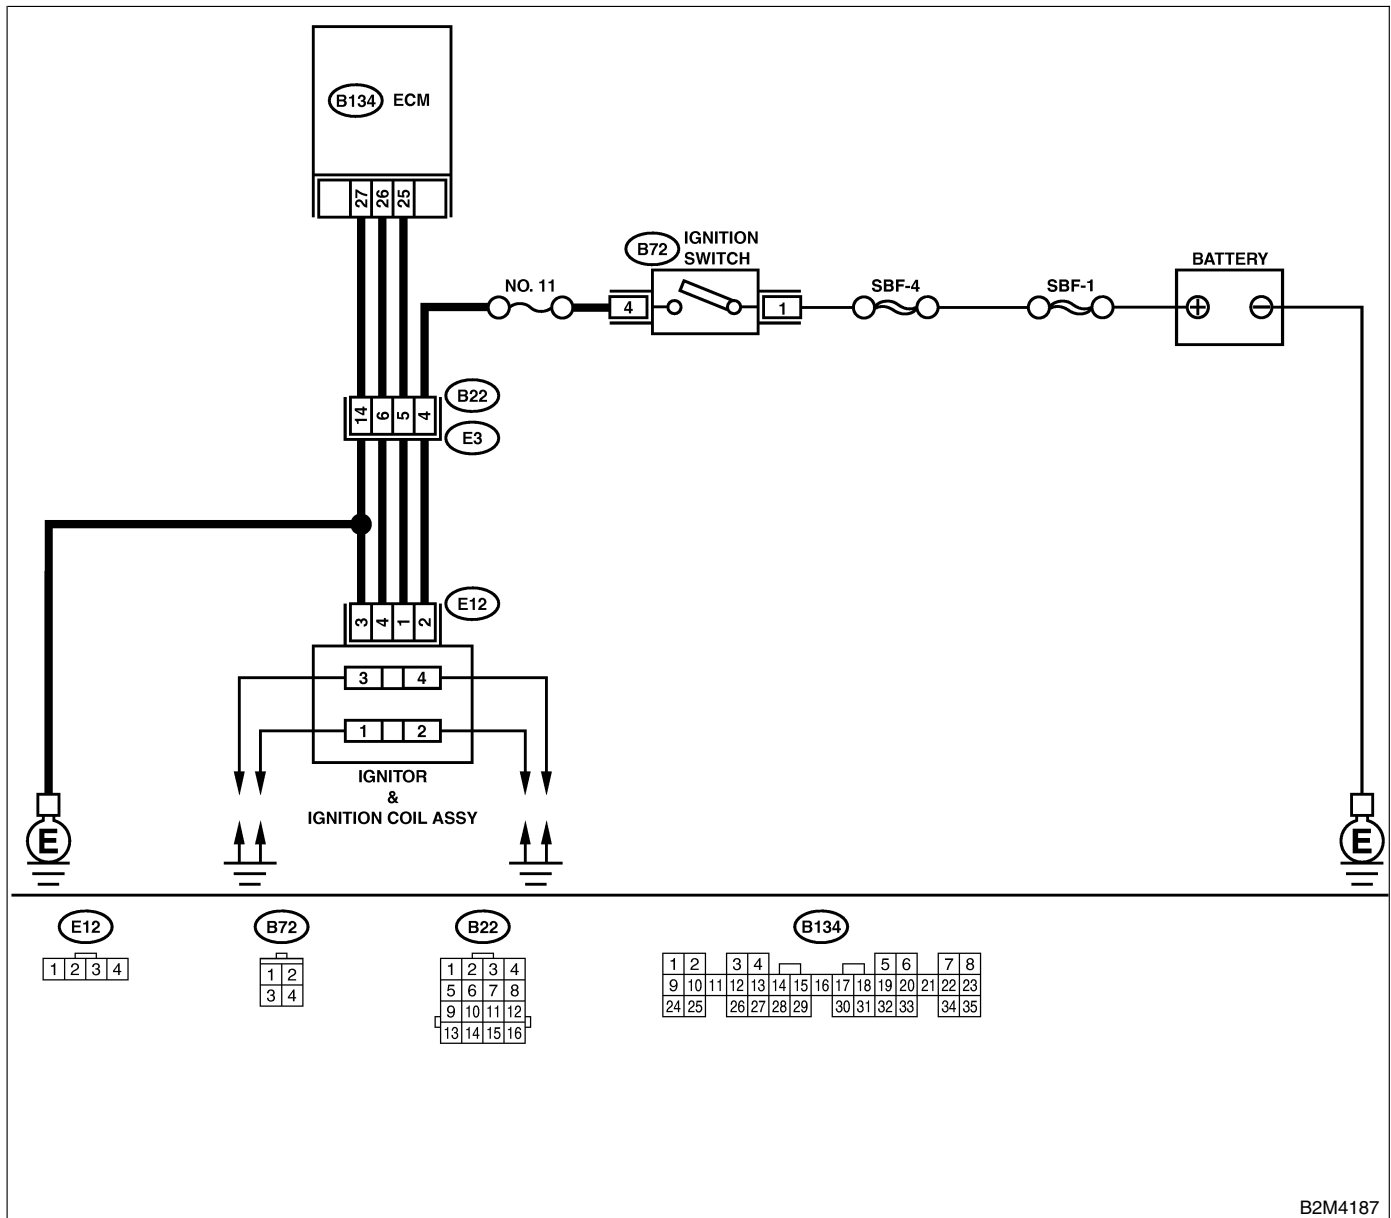 B134 ECM
27 26 25
B72 IGNITION
SWITCH
BATTERY
NO. 11
4
1
SBF-4
SBF-1
+ −
14 6 5 4
B22
E3
E12
3 4 1 2
3 4
1 2
IGNITOR
&
IGNITION COIL ASSY
E
E
E12
1 2 3 4
B72
1 2
3 4
B22
1 2 3 4
5 6 7 8
9 10 11 12
13 14 15 16
B134
1 2 3 4 5 6 7 8
9 10 11 12 13 14 15 16 17 18 19 20 21 22 23
24 25 26 27 28 29 30 31 32 33 34 35
B2M4187